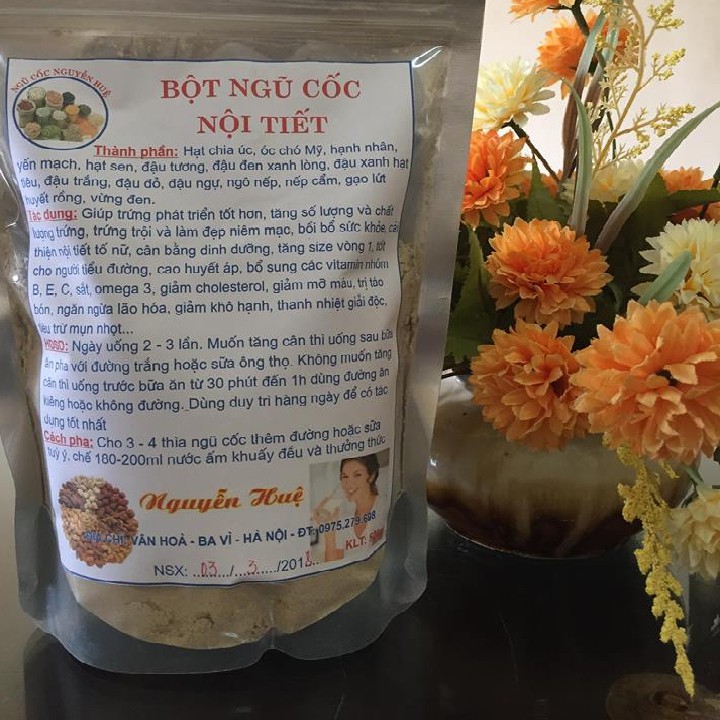 NGŨ CỐC NGUYỄN HUỆ
BỘT NGŨ CỐC
NỘI TIẾT
Thành phần: Hạt chia úc, óc chó Mỹ, hạnh nhân,
yến mạch, hạt sen, đậu tương, đậu đen xanh lòng, đậu xanh hạt
tiêu, đậu trắng, đậu dỏ, đậu ngự, ngô nếp, nếp cẩm, gạo lứt
huyết rồng, vừng đen.
Tác dụng: Giúp trứng phát triển tốt hơn, tăng số lượng và chất
lượng trứng, trứng trội và làm đẹp niêm mạc, bồi bổ sức khỏe, cải
thiện nội tiết tố nữ, cân bằng dinh dưỡng, tăng size vòng 1, tốt
cho người tiểu đường, cao huyết áp, bổ sung các vitamin nhóm
B, E, C, sắt, omega 3, giảm cholesterol, giảm mỡ máu, trị táo
bón, ngăn ngừa lão hóa, giảm khô hạnh, thanh nhiệt giải độc,
tiêu trừ mụn nhọt...
HDSD: Ngày uống 2 - 3 lần. Muốn tăng cân thì uống sau bữa
ăn pha với đường trắng hoặc sữa ông thọ. Không muốn tăng
cân thì uống trước bữa ăn từ 30 phút đến 1h dùng đường ăn
kiêng hoặc không đường. Dùng duy trì hàng ngày để có tác
dụng tốt nhất
Cách pha: Cho 3 - 4 thìa ngũ cốc thêm đường hoặc sữa
tuỳ ý, chế 160-200ml nước ấm khuấy đều và thưởng thức
Nguyễn Huệ
ĐỊA CHỈ: VÂN HOÀ - BA VÌ - HÀ NỘI - ĐT: 0975.279.698
KLT:
NSX: 03/3/201